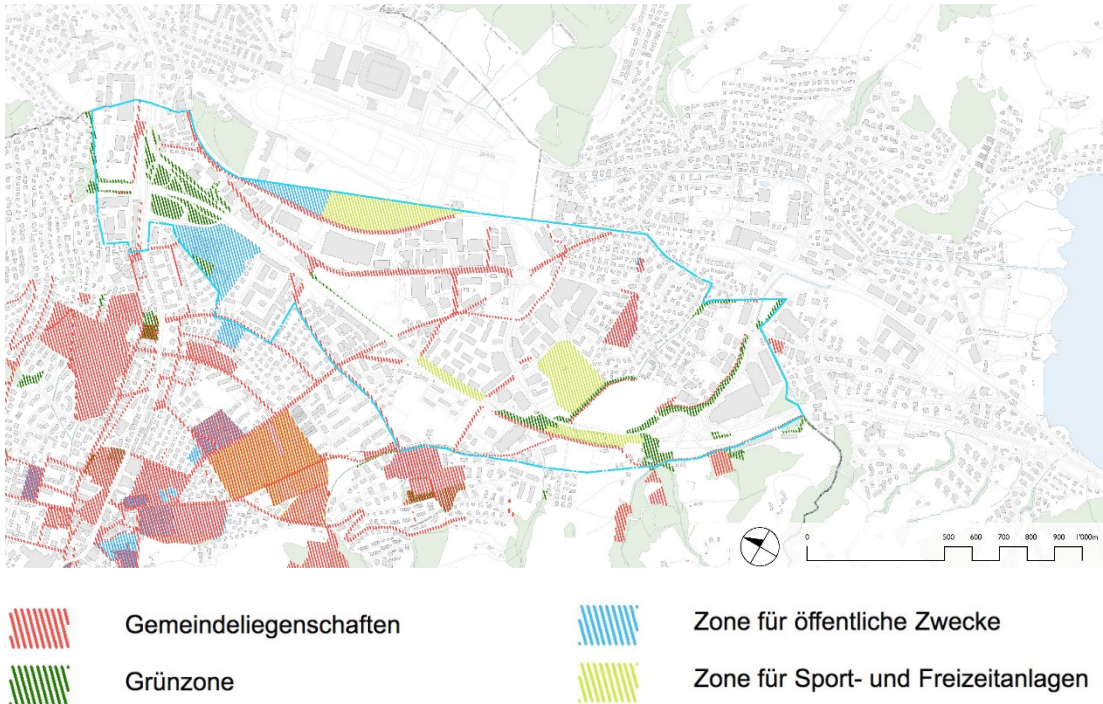 0 500 600 700 800 900 1'000m
Gemeindeliegenschaften
Zone für öffentliche Zwecke
Grünzone
Zone für Sport- und Freizeitanlagen